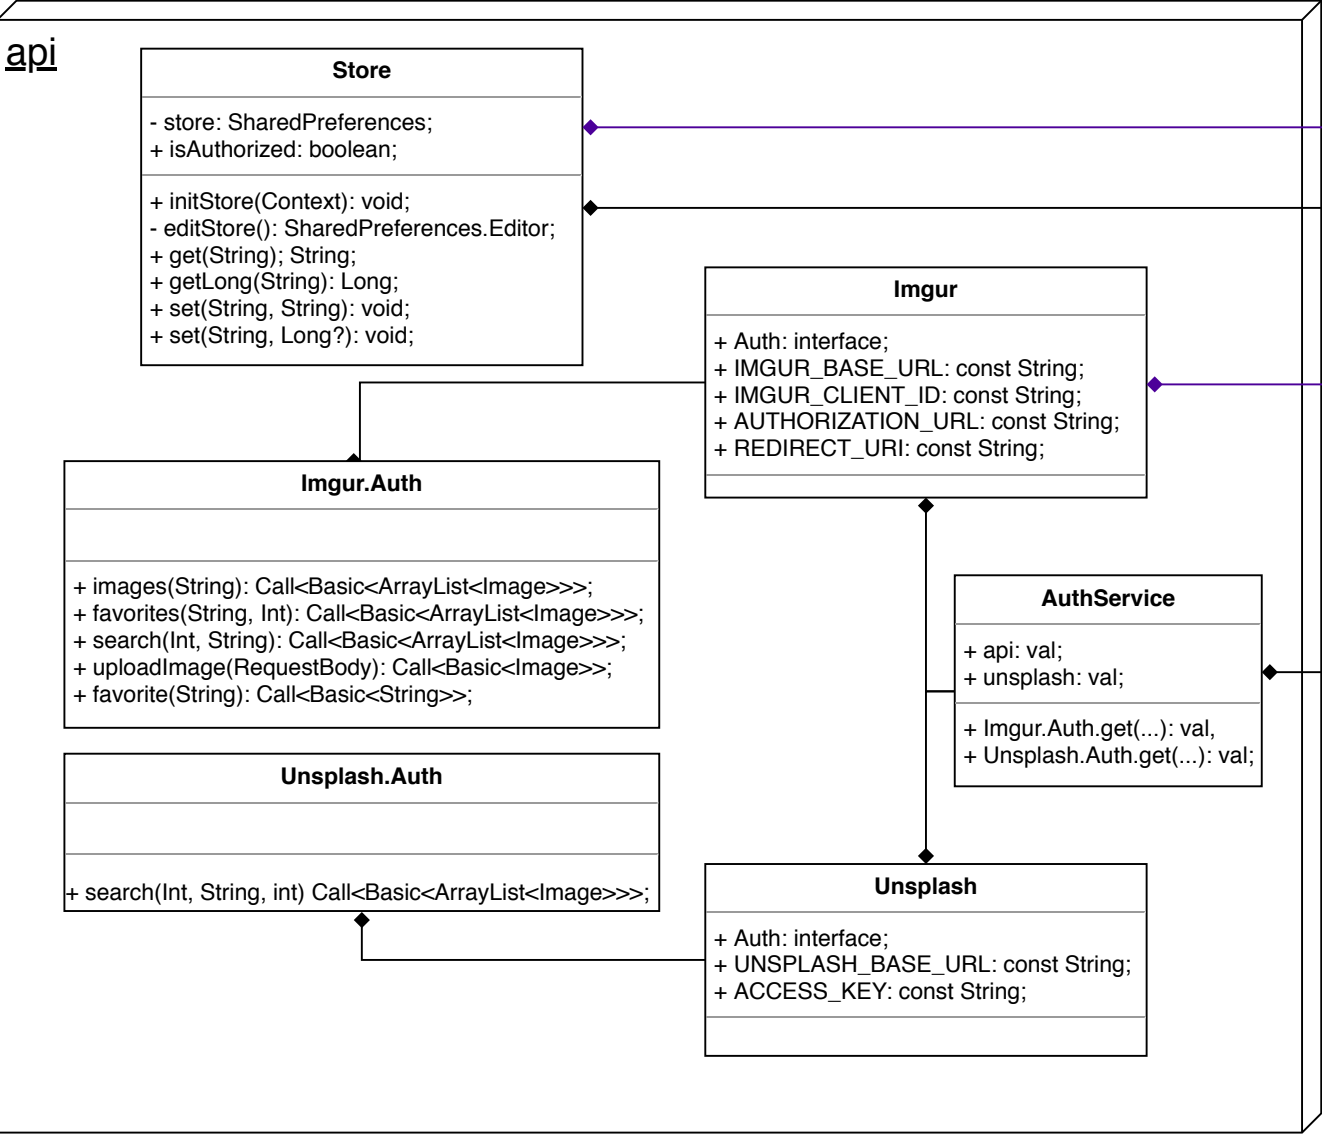 api
Store
- store: SharedPreferences;
+ isAuthorized: boolean;
+ initStore(Context): void;
- editStore(): SharedPreferences.Editor;
+ get(String); String;
+ getLong(String): Long;
+ set(String, String): void;
+ set(String, Long?): void;
Imgur
+ Auth: interface;
+ IMGUR_BASE_URL: const String;
+ IMGUR_CLIENT_ID: const String;
+ AUTHORIZATION_URL: const String;
+ REDIRECT_URI: const String;
Imgur.Auth
+ images(String): Call<Basic<ArrayList<Image>>>;
+ favorites(String, Int): Call<Basic<ArrayList<Image>>>;
+ search(Int, String): Call<Basic<ArrayList<Image>>>;
+ uploadImage(RequestBody): Call<Basic<Image>>;
+ favorite(String): Call<Basic<String>>;
AuthService
+ api: val;
+ unsplash: val;
+ Imgur.Auth.get(...): val,
+ Unsplash.Auth.get(...): val;
Unsplash.Auth
+ search(Int, String, int) Call<Basic<ArrayList<Image>>>;
Unsplash
+ Auth: interface;
+ UNSPLASH_BASE_URL: const String;
+ ACCESS_KEY: const String;